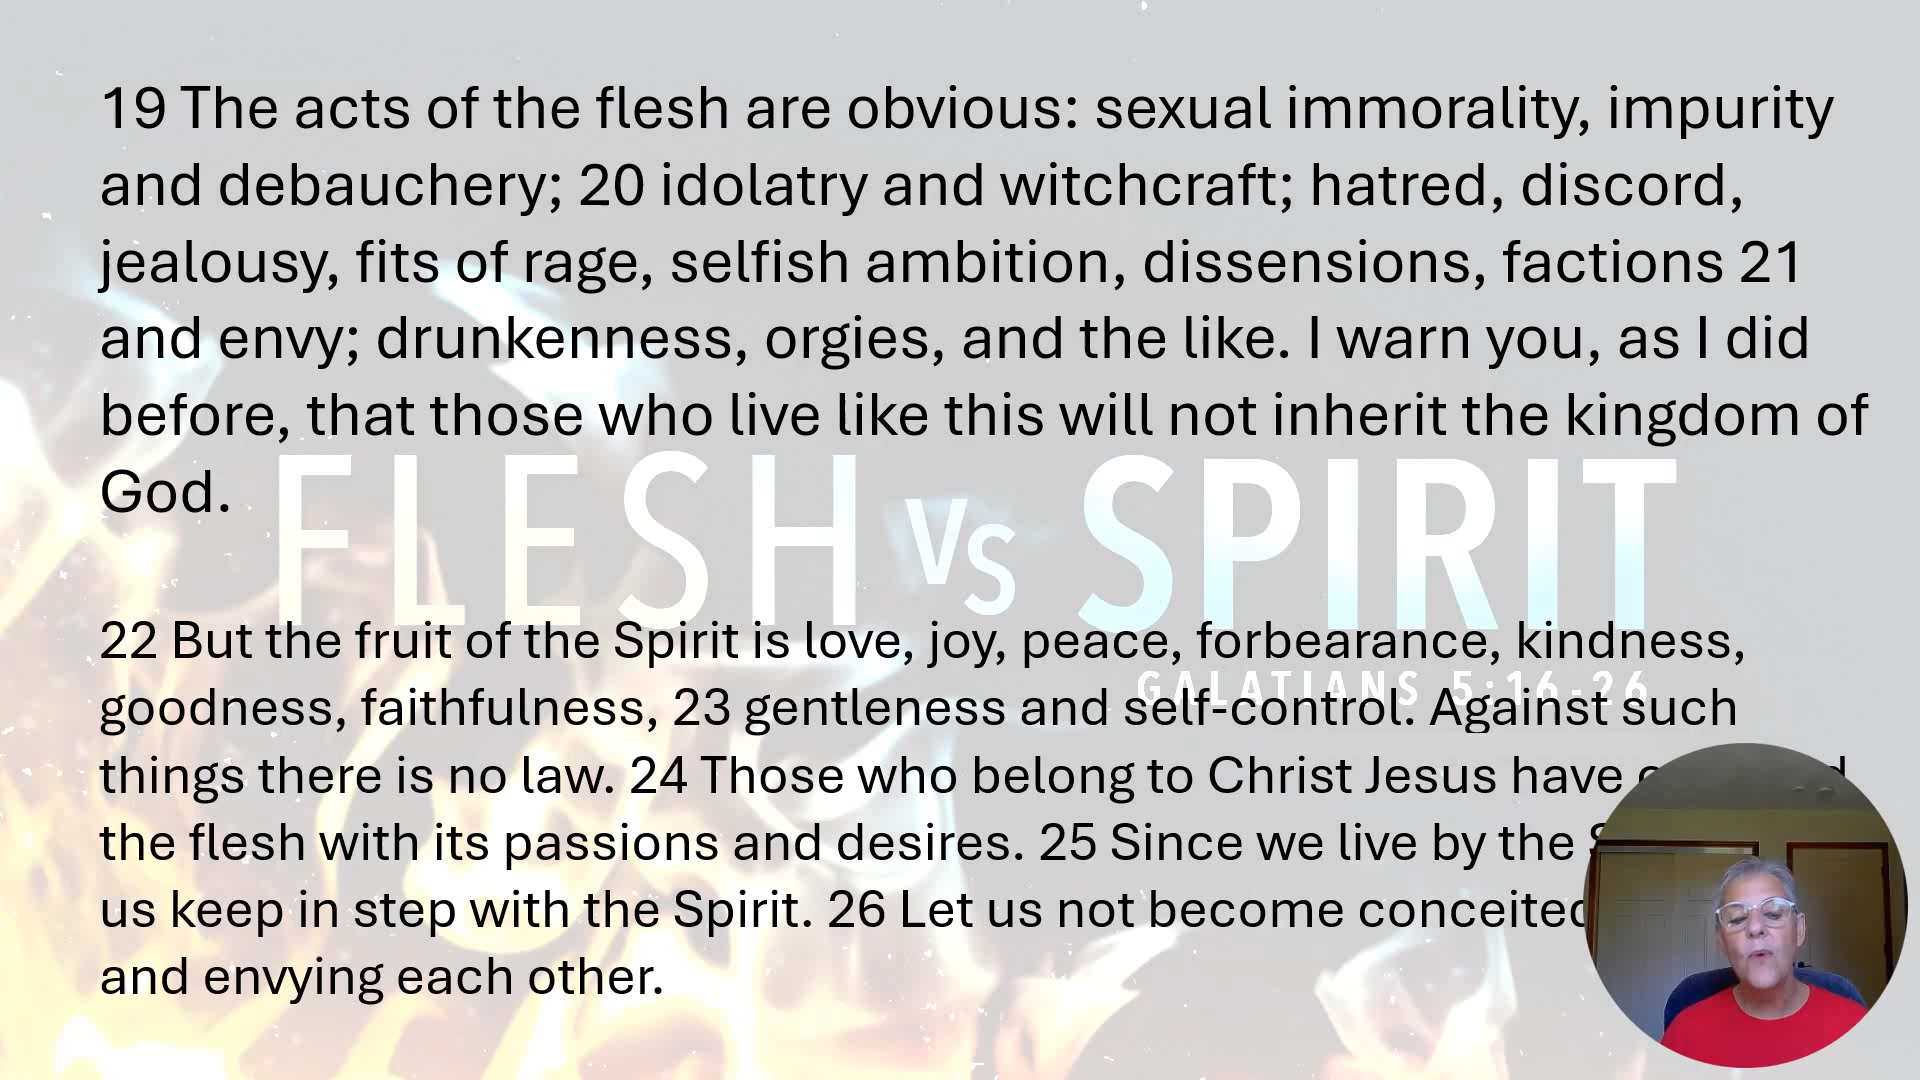 19 The acts of the flesh are obvious: sexual immorality, impurity
and debauchery; 20 idolatry and witchcraft; hatred, discord,
jealousy, fits of rage, selfish ambition, dissensions, factions 21
and envy; drunkenness, orgies, and the like. I warn you, as I did
before, that those who live like this will not inherit the kingdom of
God.
FLESH VS SPIRIT
22 But the fruit of the Spirit is love, joy, peace, forbearance, kindness,
GALATIANS 5:16-26
goodness, faithfulness, 23 gentleness and self-control. Against such
things there is no law. 24 Those who belong to Christ Jesus have
the flesh with its passions and desires. 25 Since we live by the
us keep in step with the Spirit. 26 Let us not become conceited
and envying each other.